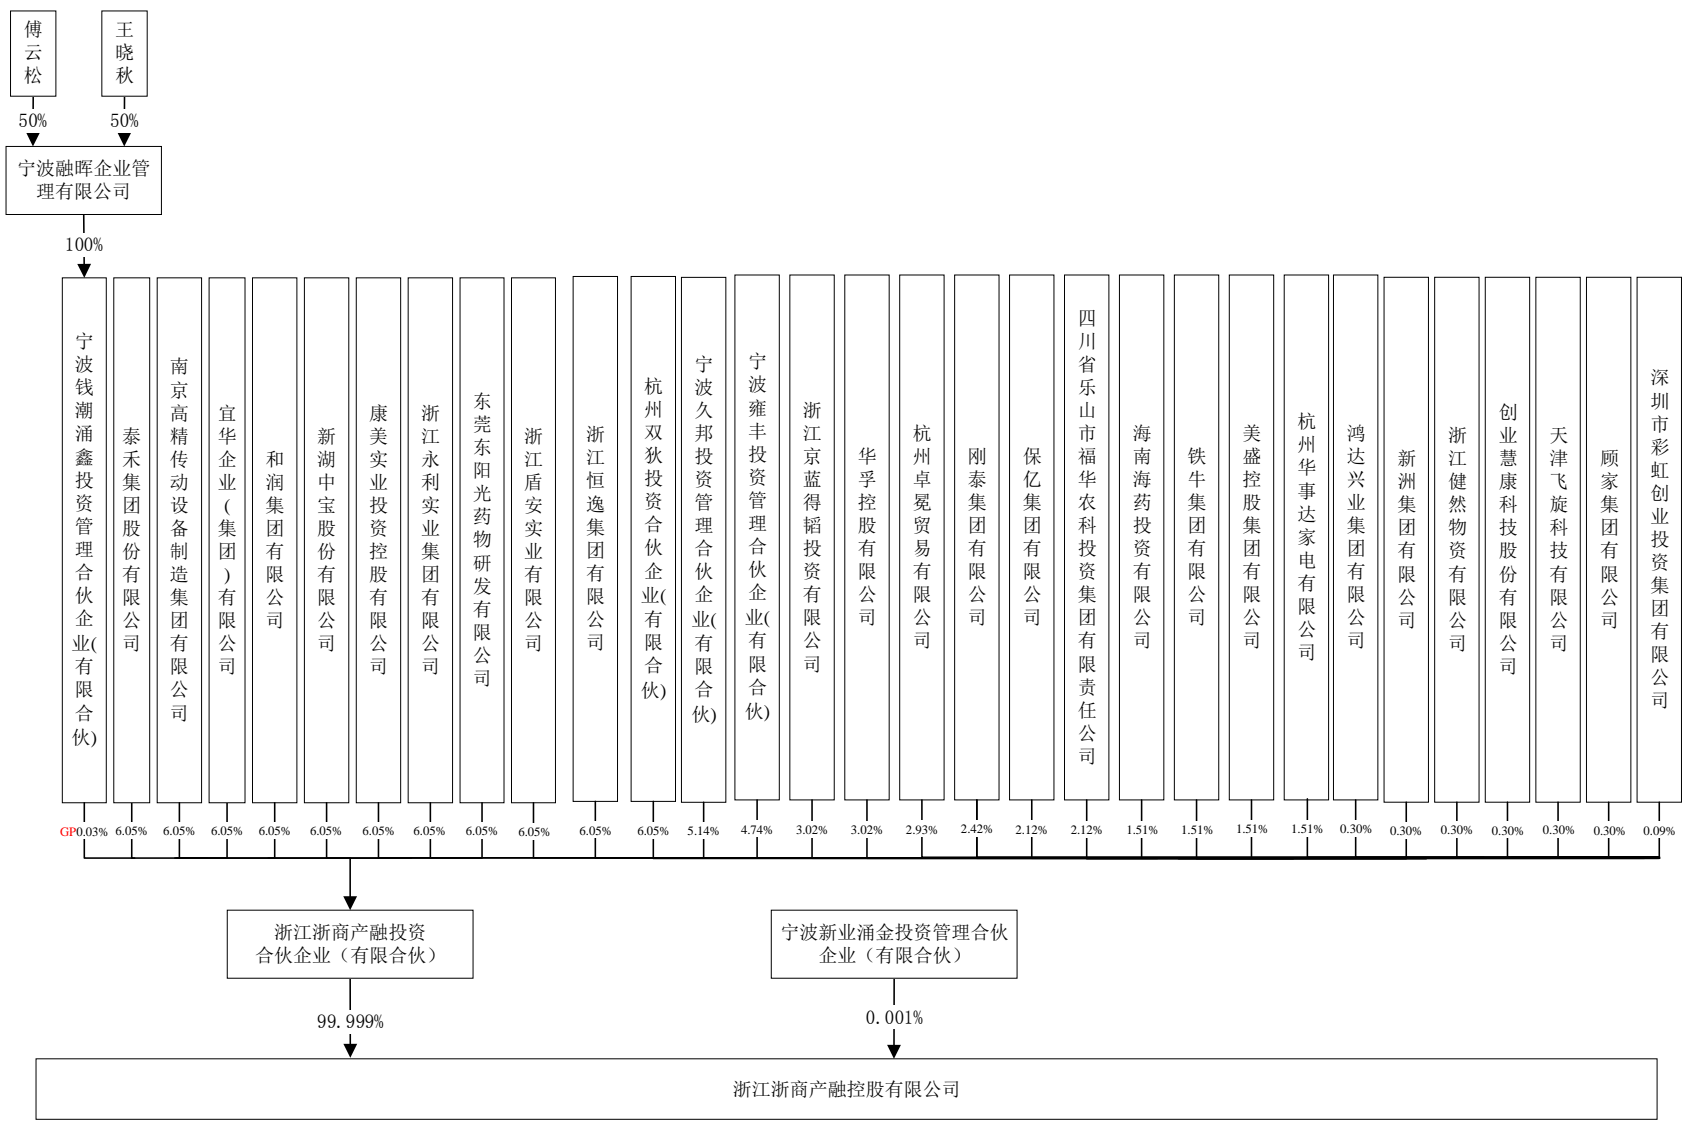 傅云松
王晓秋
50%
50%
宁波融晖企业管
理有限公司
100%
宁波钱潮涌鑫投资管理合伙企业(有限合伙)
泰禾集团股份有限公司
南京高精传动设备制造集团有限公司
宜华企业(集团)有限公司
和润集团有限公司
新湖中宝股份有限公司
康美实业投资控股有限公司
浙江永利实业集团有限公司
东莞东阳光药物研发有限公司
浙江盾安实业有限公司
浙江恒逸集团有限公司
杭州双狄投资合伙企业(有限合伙)
宁波久邦投资管理合伙企业(有限合伙)
宁波雍丰投资管理合伙企业(有限合伙)
浙江京蓝得韬投资有限公司
华孚控股有限公司
杭州卓冕贸易有限公司
刚泰集团有限公司
保亿集团有限公司
四川省乐山市福华农科投资集团有限责任公司
海南海药投资有限公司
铁牛集团有限公司
美盛控股集团有限公司
杭州华事达家电有限公司
鸿达兴业集团有限公司
新洲集团有限公司
浙江健然物资有限公司
创业慧康科技股份有限公司
天津飞旋科技有限公司
顾家集团有限公司
深圳市彩虹创业投资集团有限公司
GP0.03%
6.05%
6.05%
6.05%
6.05%
6.05%
6.05%
6.05%
6.05%
6.05%
6.05%
6.05%
5.14%
4.74%
3.02%
3.02%
2.93%
2.42%
2.12%
2.12%
1.51%
1.51%
1.51%
1.51%
0.30%
0.30%
0.30%
0.30%
0.30%
0.30%
0.09%
浙江浙商产融投资
合伙企业（有限合伙）
宁波新业涌金投资管理合伙
企业（有限合伙）
99.999%
0.001%
浙江浙商产融控股有限公司